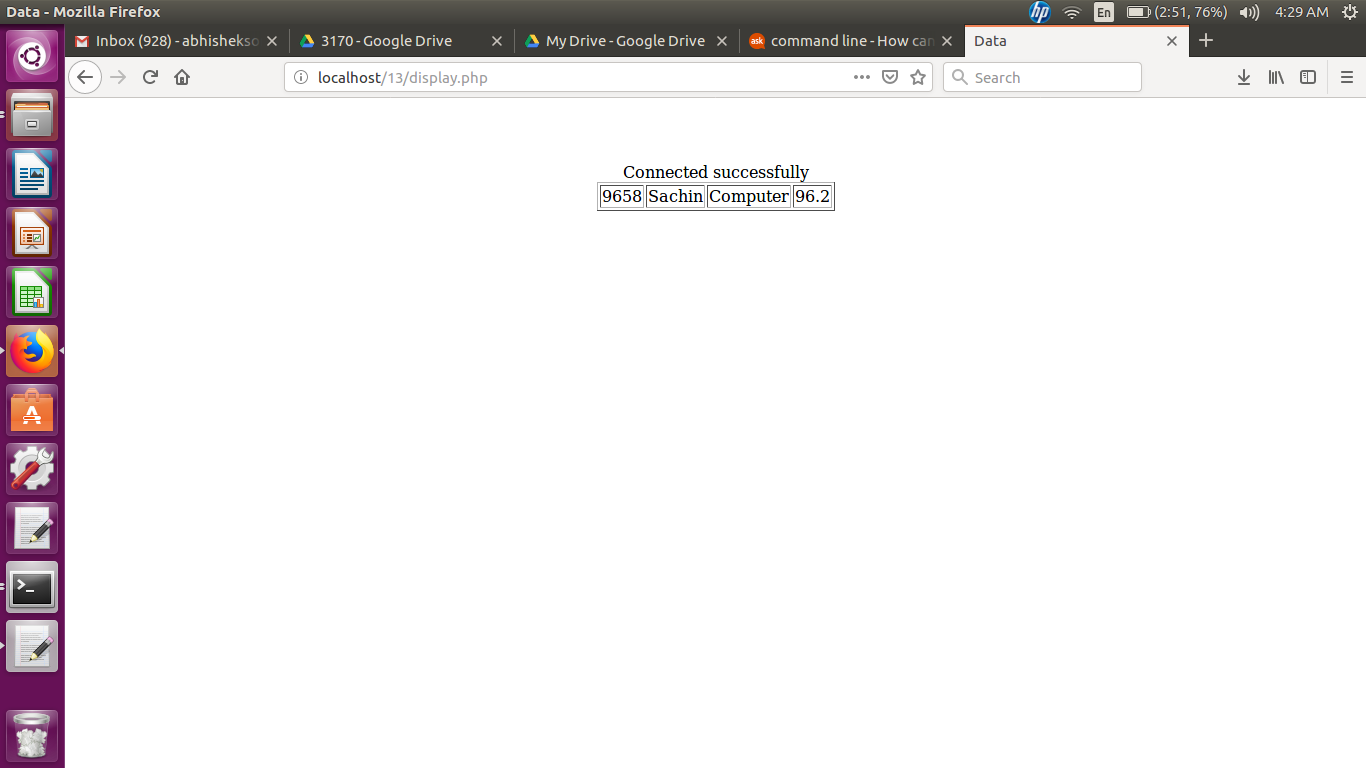 Data - Mozilla Firefox
hp En (2:51, 76%) 4:29 AM
Inbox (928) - abhishekso
3170 - Google Drive
My Drive - Google Drive
ask command line - How can
Data
localhost/13/display.php
Search
Connected successfully
9658 Sachin Computer 96.2